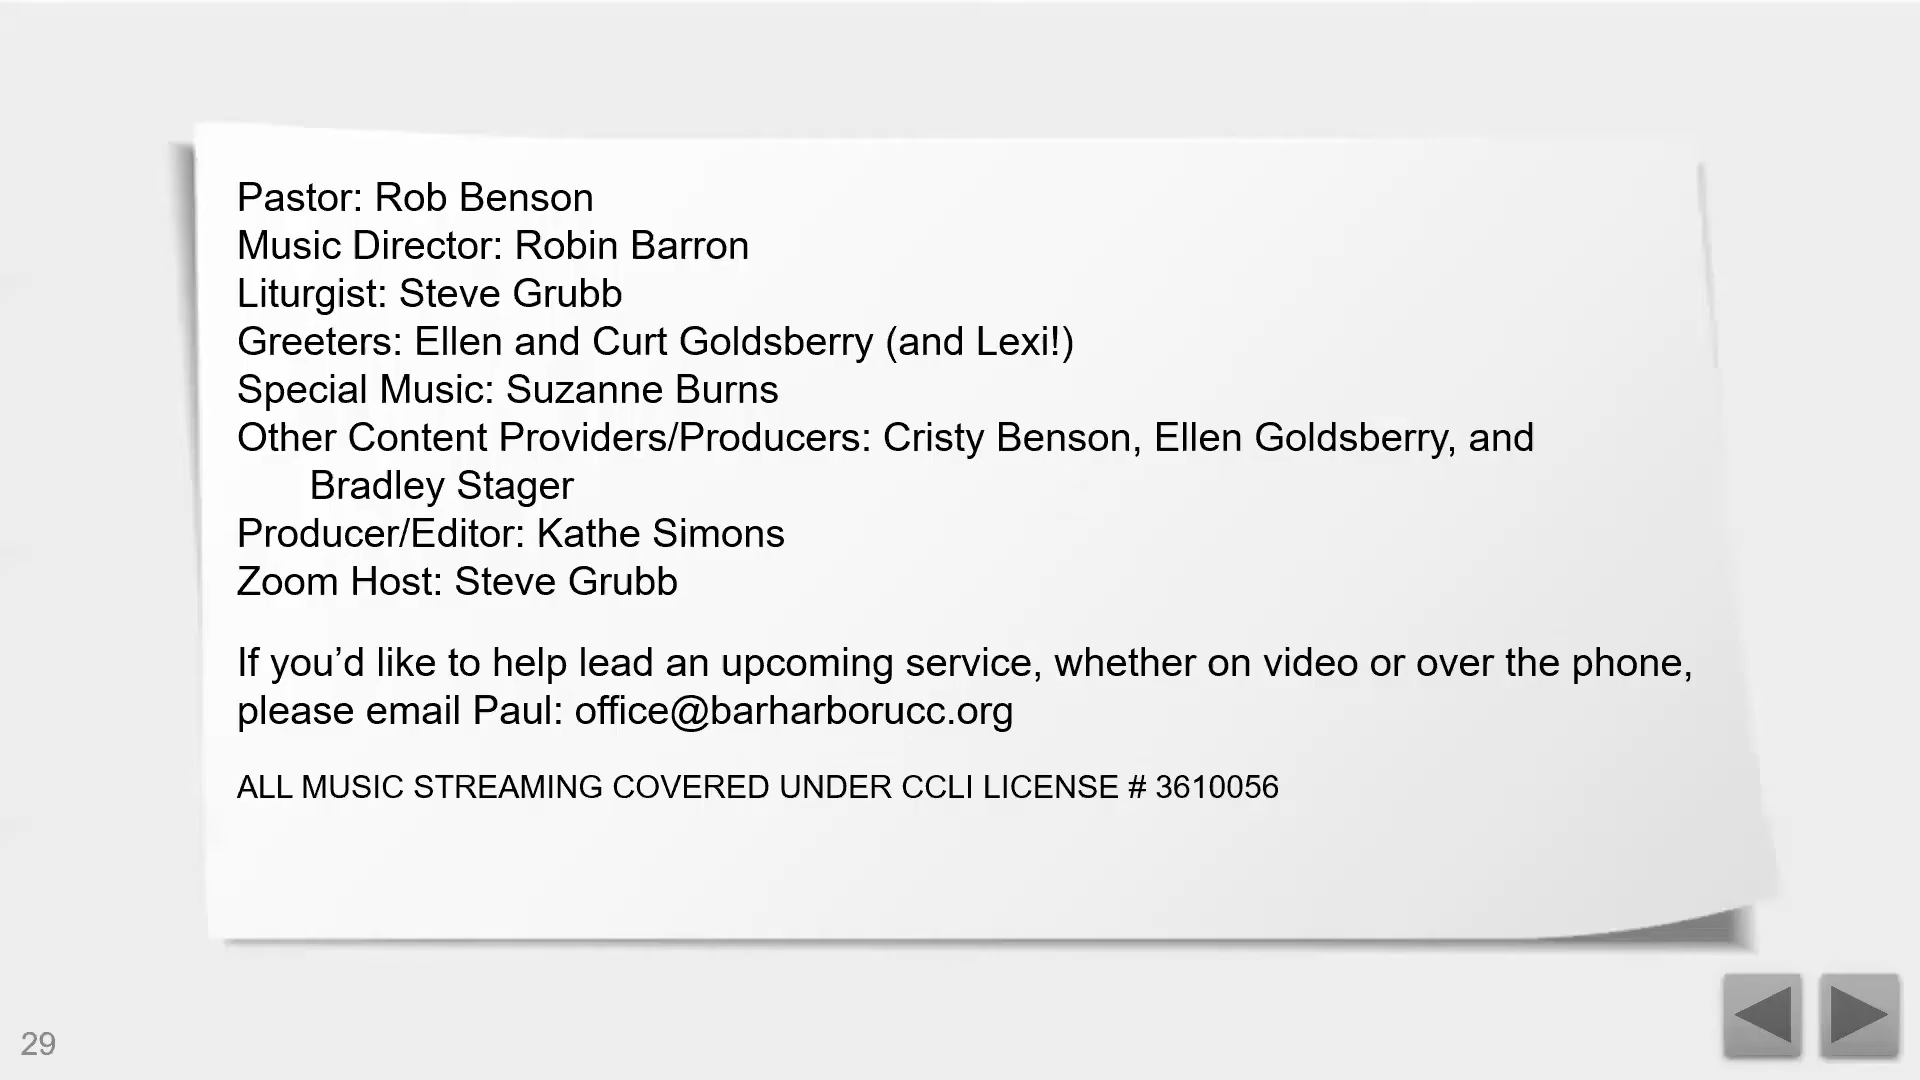 Pastor: Rob Benson
Music Director: Robin Barron
Liturgist: Steve Grubb
Greeters: Ellen and Curt Goldsberry (and Lexi!)
Special Music: Suzanne Burns
Other Content Providers/Producers: Cristy Benson, Ellen Goldsberry, and
Bradley Stager
Producer/Editor: Kathe Simons
Zoom Host: Steve Grubb
If you’d like to help lead an upcoming service, whether on video or over the phone,
please email Paul: office@barharborucc.org
ALL MUSIC STREAMING COVERED UNDER CCLI LICENSE # 3610056
29